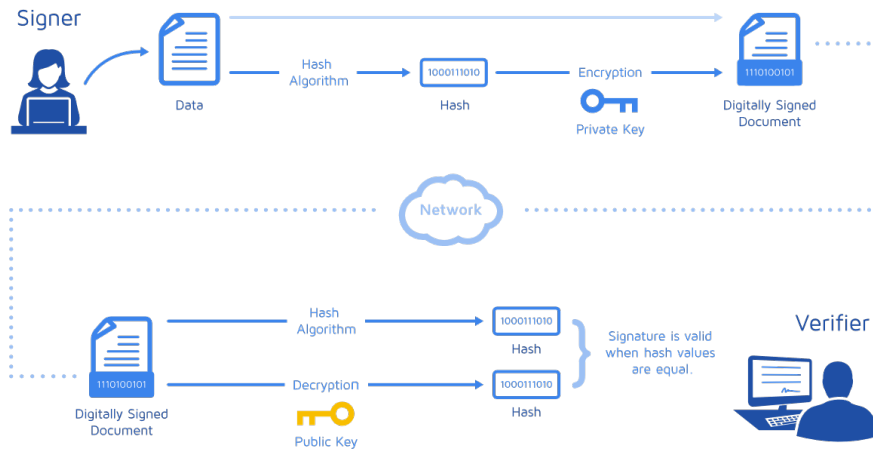 Signer
Data
Hash
Algorithm
1000111010
Hash
Encryption
Private Key
1110100101
Digitally Signed
Document
Network
1110100101
Digitally Signed
Document
Hash
Algorithm
1000111010
Hash
Decryption
Public Key
1000111010
Hash
Signature is valid
when hash values
are equal.
Verifier